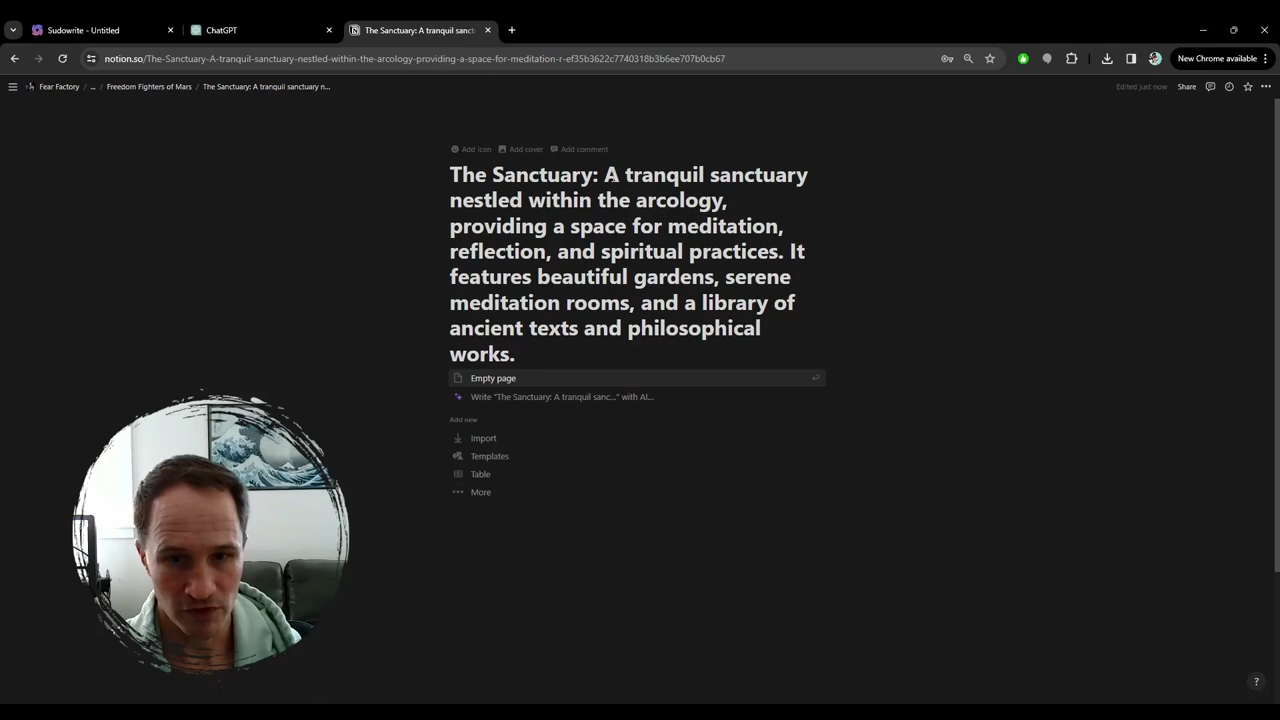 Sudowrite - Untitled
ChatGPT
The Sanctuary: A tranquil sanct
notion.so/The-Sanctuary-A-tranquil-sanctuary-nestled-within-the-arcology-providing-a-space-for-meditation-r-ef35b3622c7740318b3b6ee707b0cb67
New Chrome available
Fear Factory / ... / Freedom Fighters of Mars / The Sanctuary: A tranquil sanctuary n...
Edited just now
Share
Add icon
Add cover
Add comment
The Sanctuary: A tranquil sanctuary
nestled within the arcology,
providing a space for meditation,
reflection, and spiritual practices. It
features beautiful gardens, serene
meditation rooms, and a library of
ancient texts and philosophical
works.
Empty page
Write "The Sanctuary: A tranquil sanc..." with AI...
Add new
Import
Templates
Table
More
?